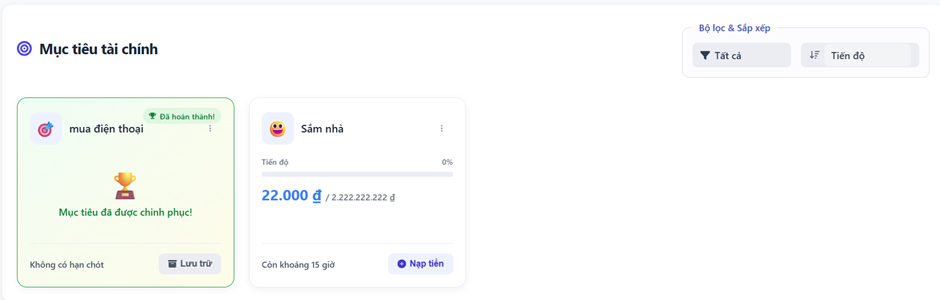 Bộ lọc & Sắp xếp
Mục tiêu tài chính
Tất cả
Tiến độ
Đã hoàn thành!
mua điện thoại
Mục tiêu đã được chinh phục!
Không có hạn chót
Lưu trữ
Sắm nhà
Tiến độ 0%
22.000 ₫ / 2.222.222.222 ₫
Còn khoảng 15 giờ
Nạp tiền